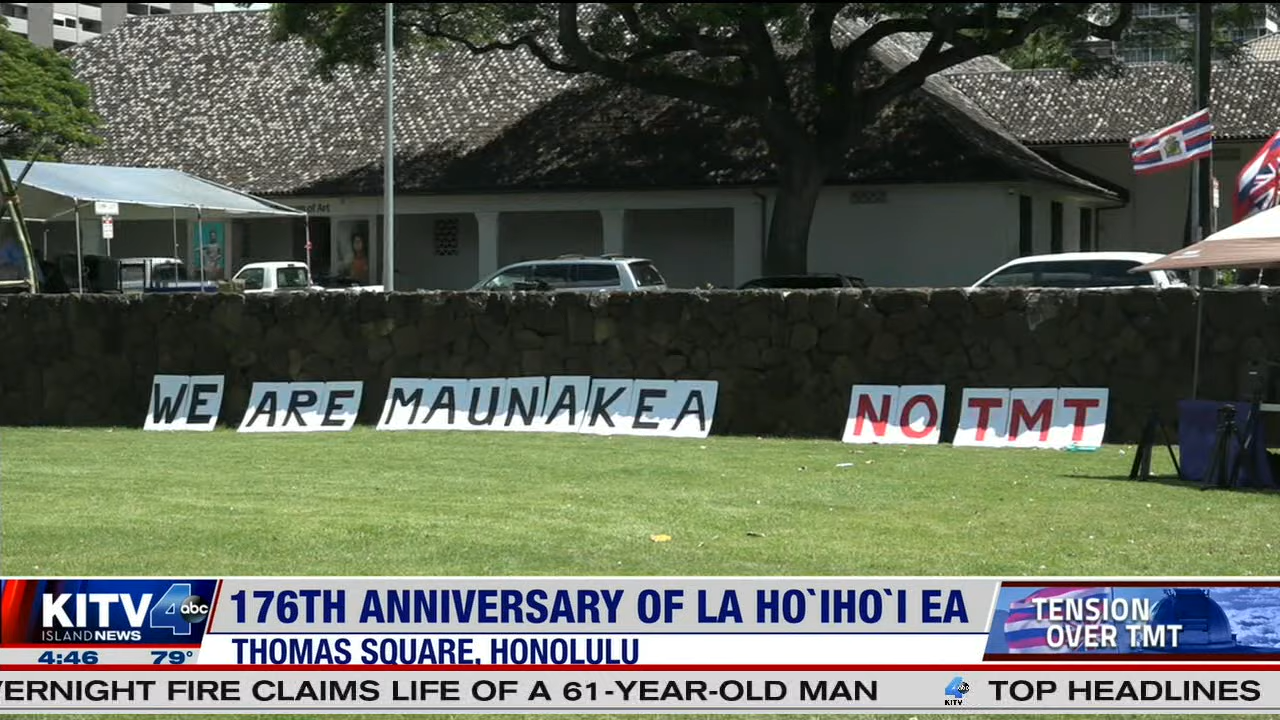 of Art
WE ARE MAUNAKEA NO TMT
KITV 4 abc
ISLAND NEWS
4:46 79°
176TH ANNIVERSARY OF LA HO`IHO`I EA
THOMAS SQUARE, HONOLULU
TENSION
OVER TMT
VERNIGHT FIRE CLAIMS LIFE OF A 61-YEAR-OLD MAN 4 abc KITV TOP HEADLINES